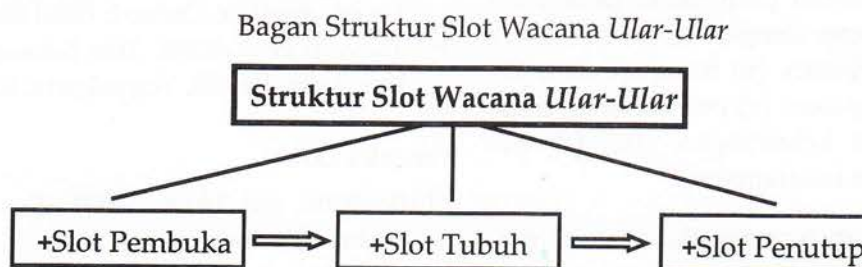 Bagan Struktur Slot Wacana Ular-Ular
Struktur Slot Wacana Ular-Ular
+Slot Pembuka
+Slot Tubuh
+Slot Penutup